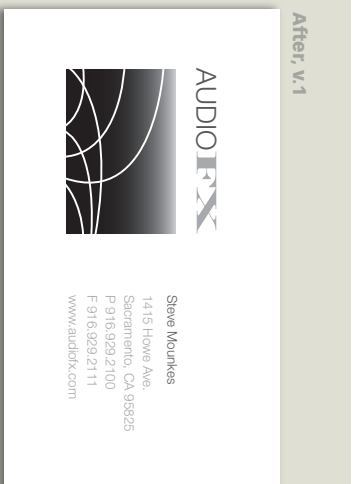 After, v.1
AUDIOFX
Steve Mounkes
1415 Howe Ave.
Sacramento, CA 95825
P 916.929.2100
F 916.929.2111
www.audiofx.com